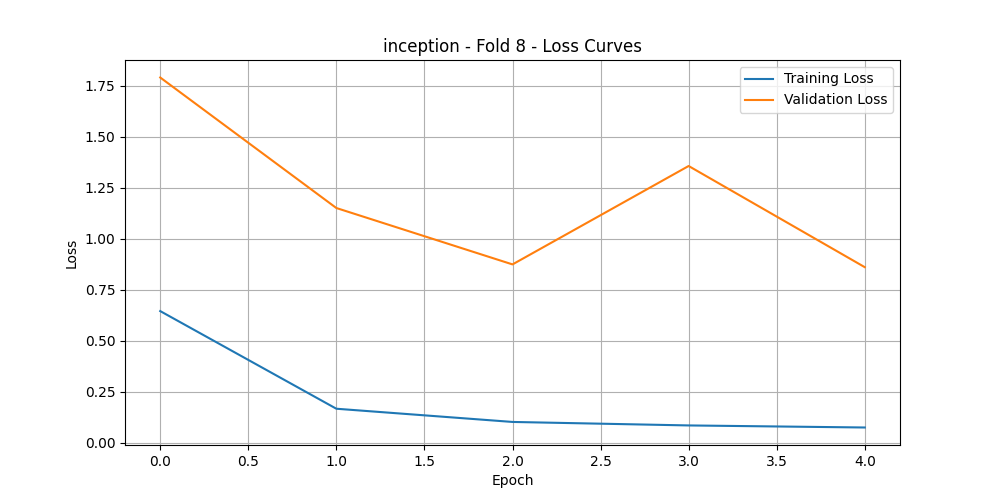 inception - Fold 8 - Loss Curves
Training Loss
Validation Loss
1.75
1.50
1.25
1.00
0.75
0.50
0.25
0.00
Loss
0.0 0.5 1.0 1.5 2.0 2.5 3.0 3.5 4.0
Epoch